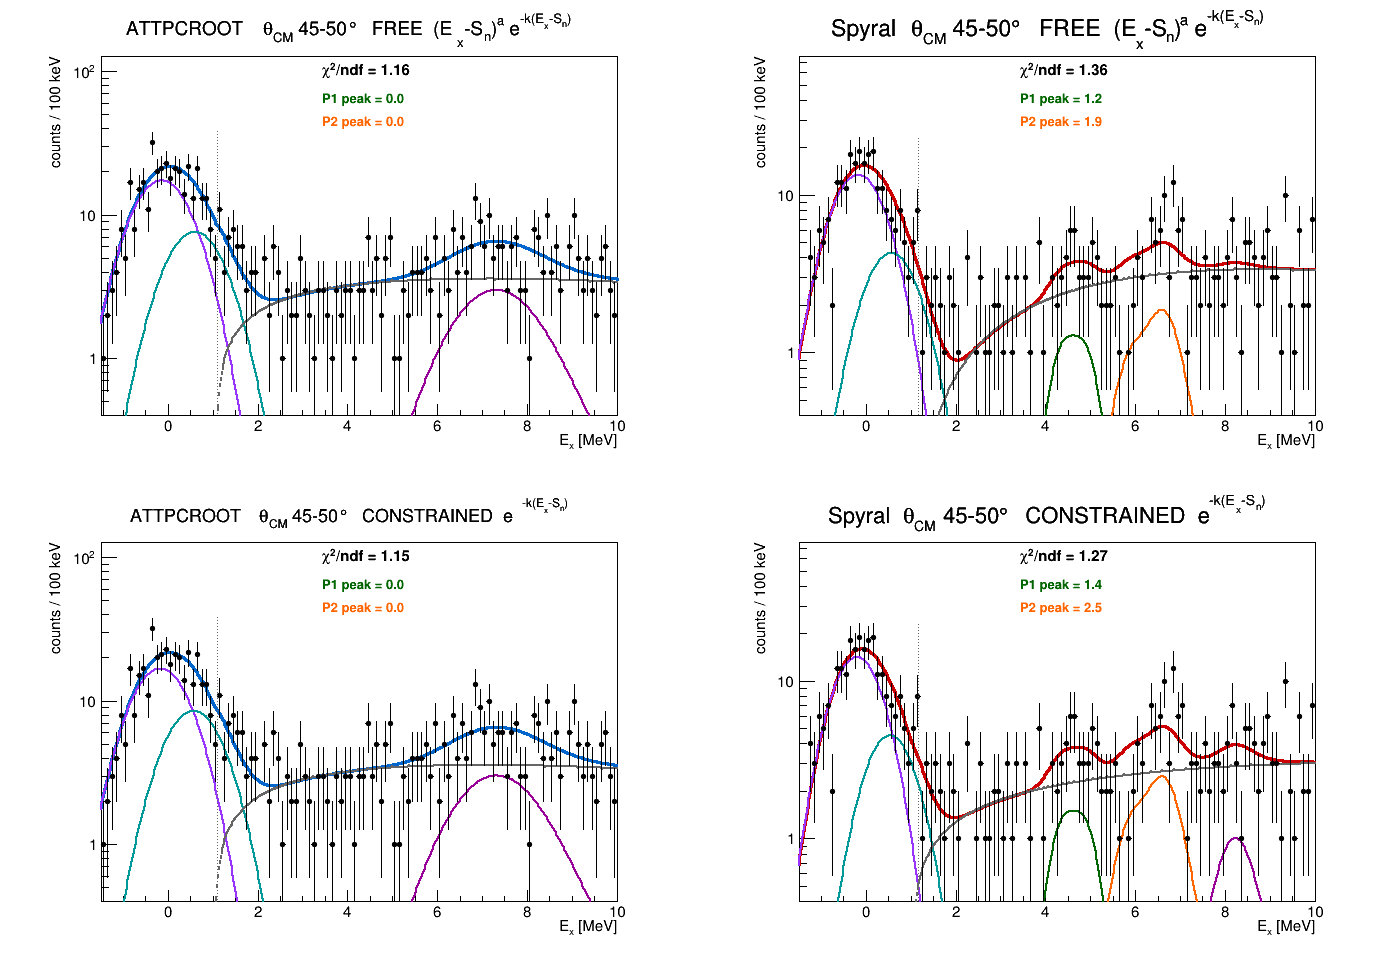 ATTPCROOT θCM 45-50° FREE (Ex-Sn)^a e^-k(Ex-Sn)
counts / 100 keV
10²
10
1
χ²/ndf = 1.16
P1 peak = 0.0
P2 peak = 0.0
0 2 4 6 8 10
Ex [MeV]
Spyral θCM 45-50° FREE (Ex-Sn)^a e^-k(Ex-Sn)
counts / 100 keV
10
1
χ²/ndf = 1.36
P1 peak = 1.2
P2 peak = 1.9
0 2 4 6 8 10
Ex [MeV]
ATTPCROOT θCM 45-50° CONSTRAINED e^-k(Ex-Sn)
counts / 100 keV
10²
10
1
χ²/ndf = 1.15
P1 peak = 0.0
P2 peak = 0.0
0 2 4 6 8 10
Ex [MeV]
Spyral θCM 45-50° CONSTRAINED e^-k(Ex-Sn)
counts / 100 keV
10
1
χ²/ndf = 1.27
P1 peak = 1.4
P2 peak = 2.5
0 2 4 6 8 10
Ex [MeV]